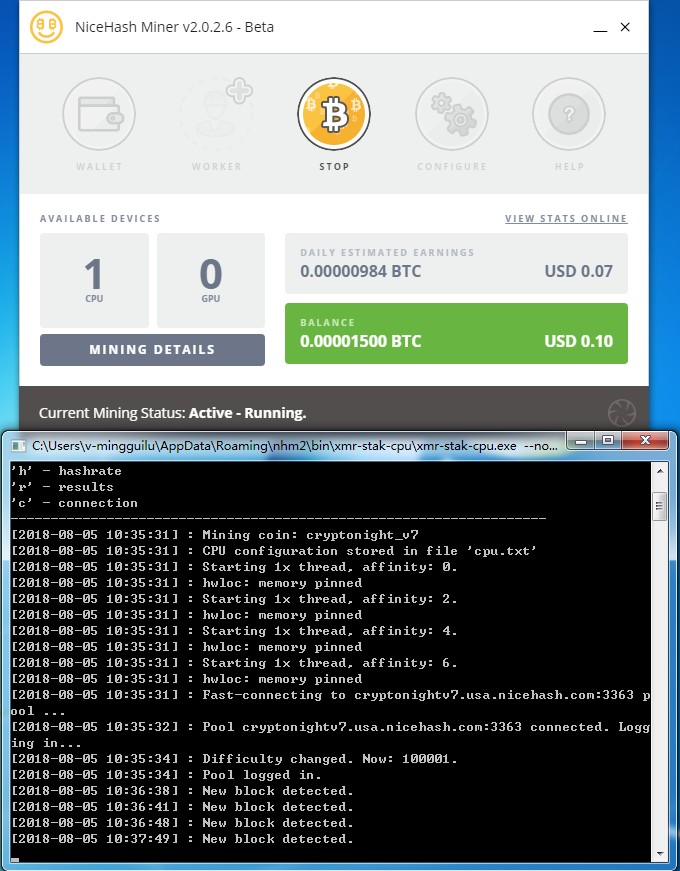 NiceHash Miner v2.0.2.6 - Beta
WALLET
WORKER
STOP
CONFIGURE
?
HELP
AVAILABLE DEVICES
VIEW STATS ONLINE
1
CPU
0
GPU
DAILY ESTIMATED EARNINGS
0.00000984 BTC USD 0.07
MINING DETAILS
BALANCE
0.00001500 BTC USD 0.10
Current Mining Status: Active - Running.
C:\Users\v-mingguilu\AppData\Roaming\nhm2\bin\xmr-stak-cpu\xmr-stak-cpu.exe --no...
'h' - hashrate
'r' - results
'c' - connection
-------------------------------------------------------------------
[2018-08-05 10:35:31] : Mining coin: cryptonight_v7
[2018-08-05 10:35:31] : CPU configuration stored in file 'cpu.txt'
[2018-08-05 10:35:31] : Starting 1x thread, affinity: 0.
[2018-08-05 10:35:31] : hwloc: memory pinned
[2018-08-05 10:35:31] : Starting 1x thread, affinity: 2.
[2018-08-05 10:35:31] : hwloc: memory pinned
[2018-08-05 10:35:31] : Starting 1x thread, affinity: 4.
[2018-08-05 10:35:31] : hwloc: memory pinned
[2018-08-05 10:35:31] : Starting 1x thread, affinity: 6.
[2018-08-05 10:35:31] : hwloc: memory pinned
[2018-08-05 10:35:31] : Fast-connecting to cryptonightv7.usa.nicehash.com:3363 p
ool ...
[2018-08-05 10:35:32] : Pool cryptonightv7.usa.nicehash.com:3363 connected. Logg
ing in...
[2018-08-05 10:35:34] : Difficulty changed. Now: 100001.
[2018-08-05 10:35:34] : Pool logged in.
[2018-08-05 10:36:38] : New block detected.
[2018-08-05 10:36:41] : New block detected.
[2018-08-05 10:36:48] : New block detected.
[2018-08-05 10:37:49] : New block detected.